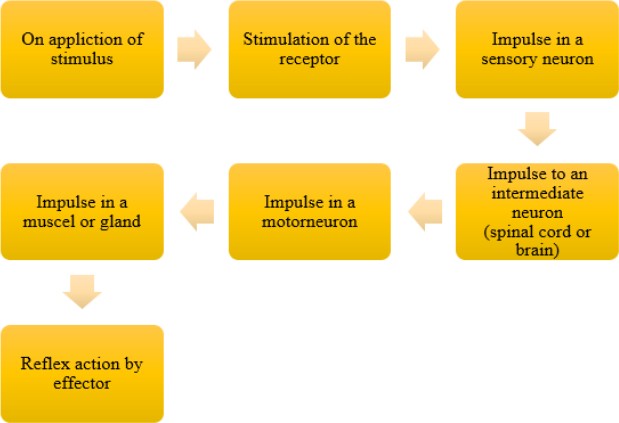 On appliction of
stimulus
Stimulation of the
receptor
Impulse in a
sensory neuron
Impulse to an
intermediate
neuron
(spinal cord or
brain)
Impulse in a
motorneuron
Impulse in a
muscel or gland
Reflex action by
effector